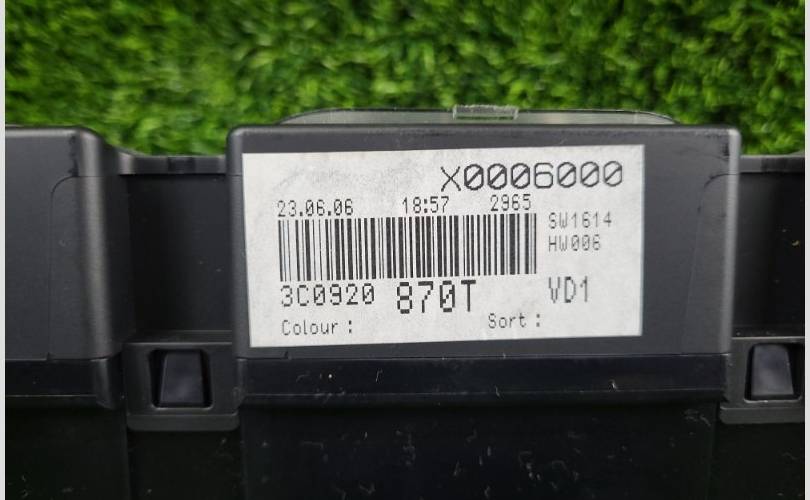 X0006000
23.06.06 18:57 2965
SW1614
HW006
3C0920 870T VD1
Colour : Sort :